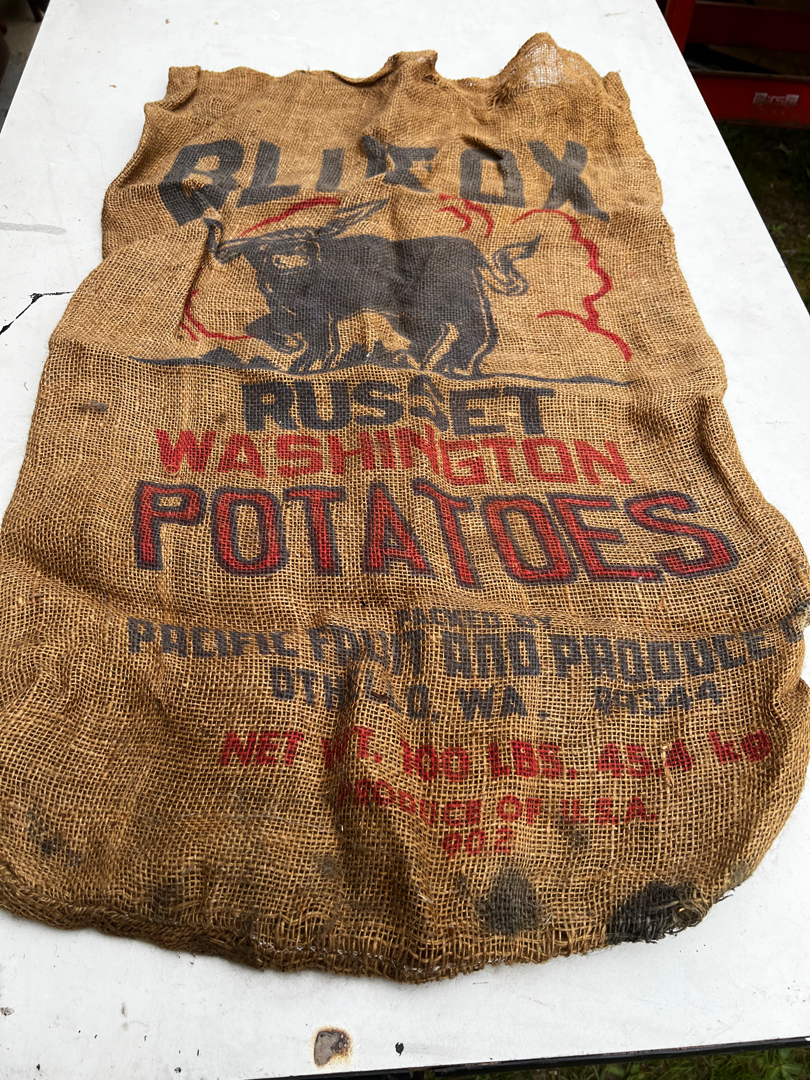 BLUE OX
RUSSET
WASHINGTON
POTATOES
PACKED BY
PACIFIC FRUIT AND PRODUCE
OTHELLO, WA. 99344
NET WT. 100 LBS. 45.4 kg
PRODUCE OF U.S.A.
902